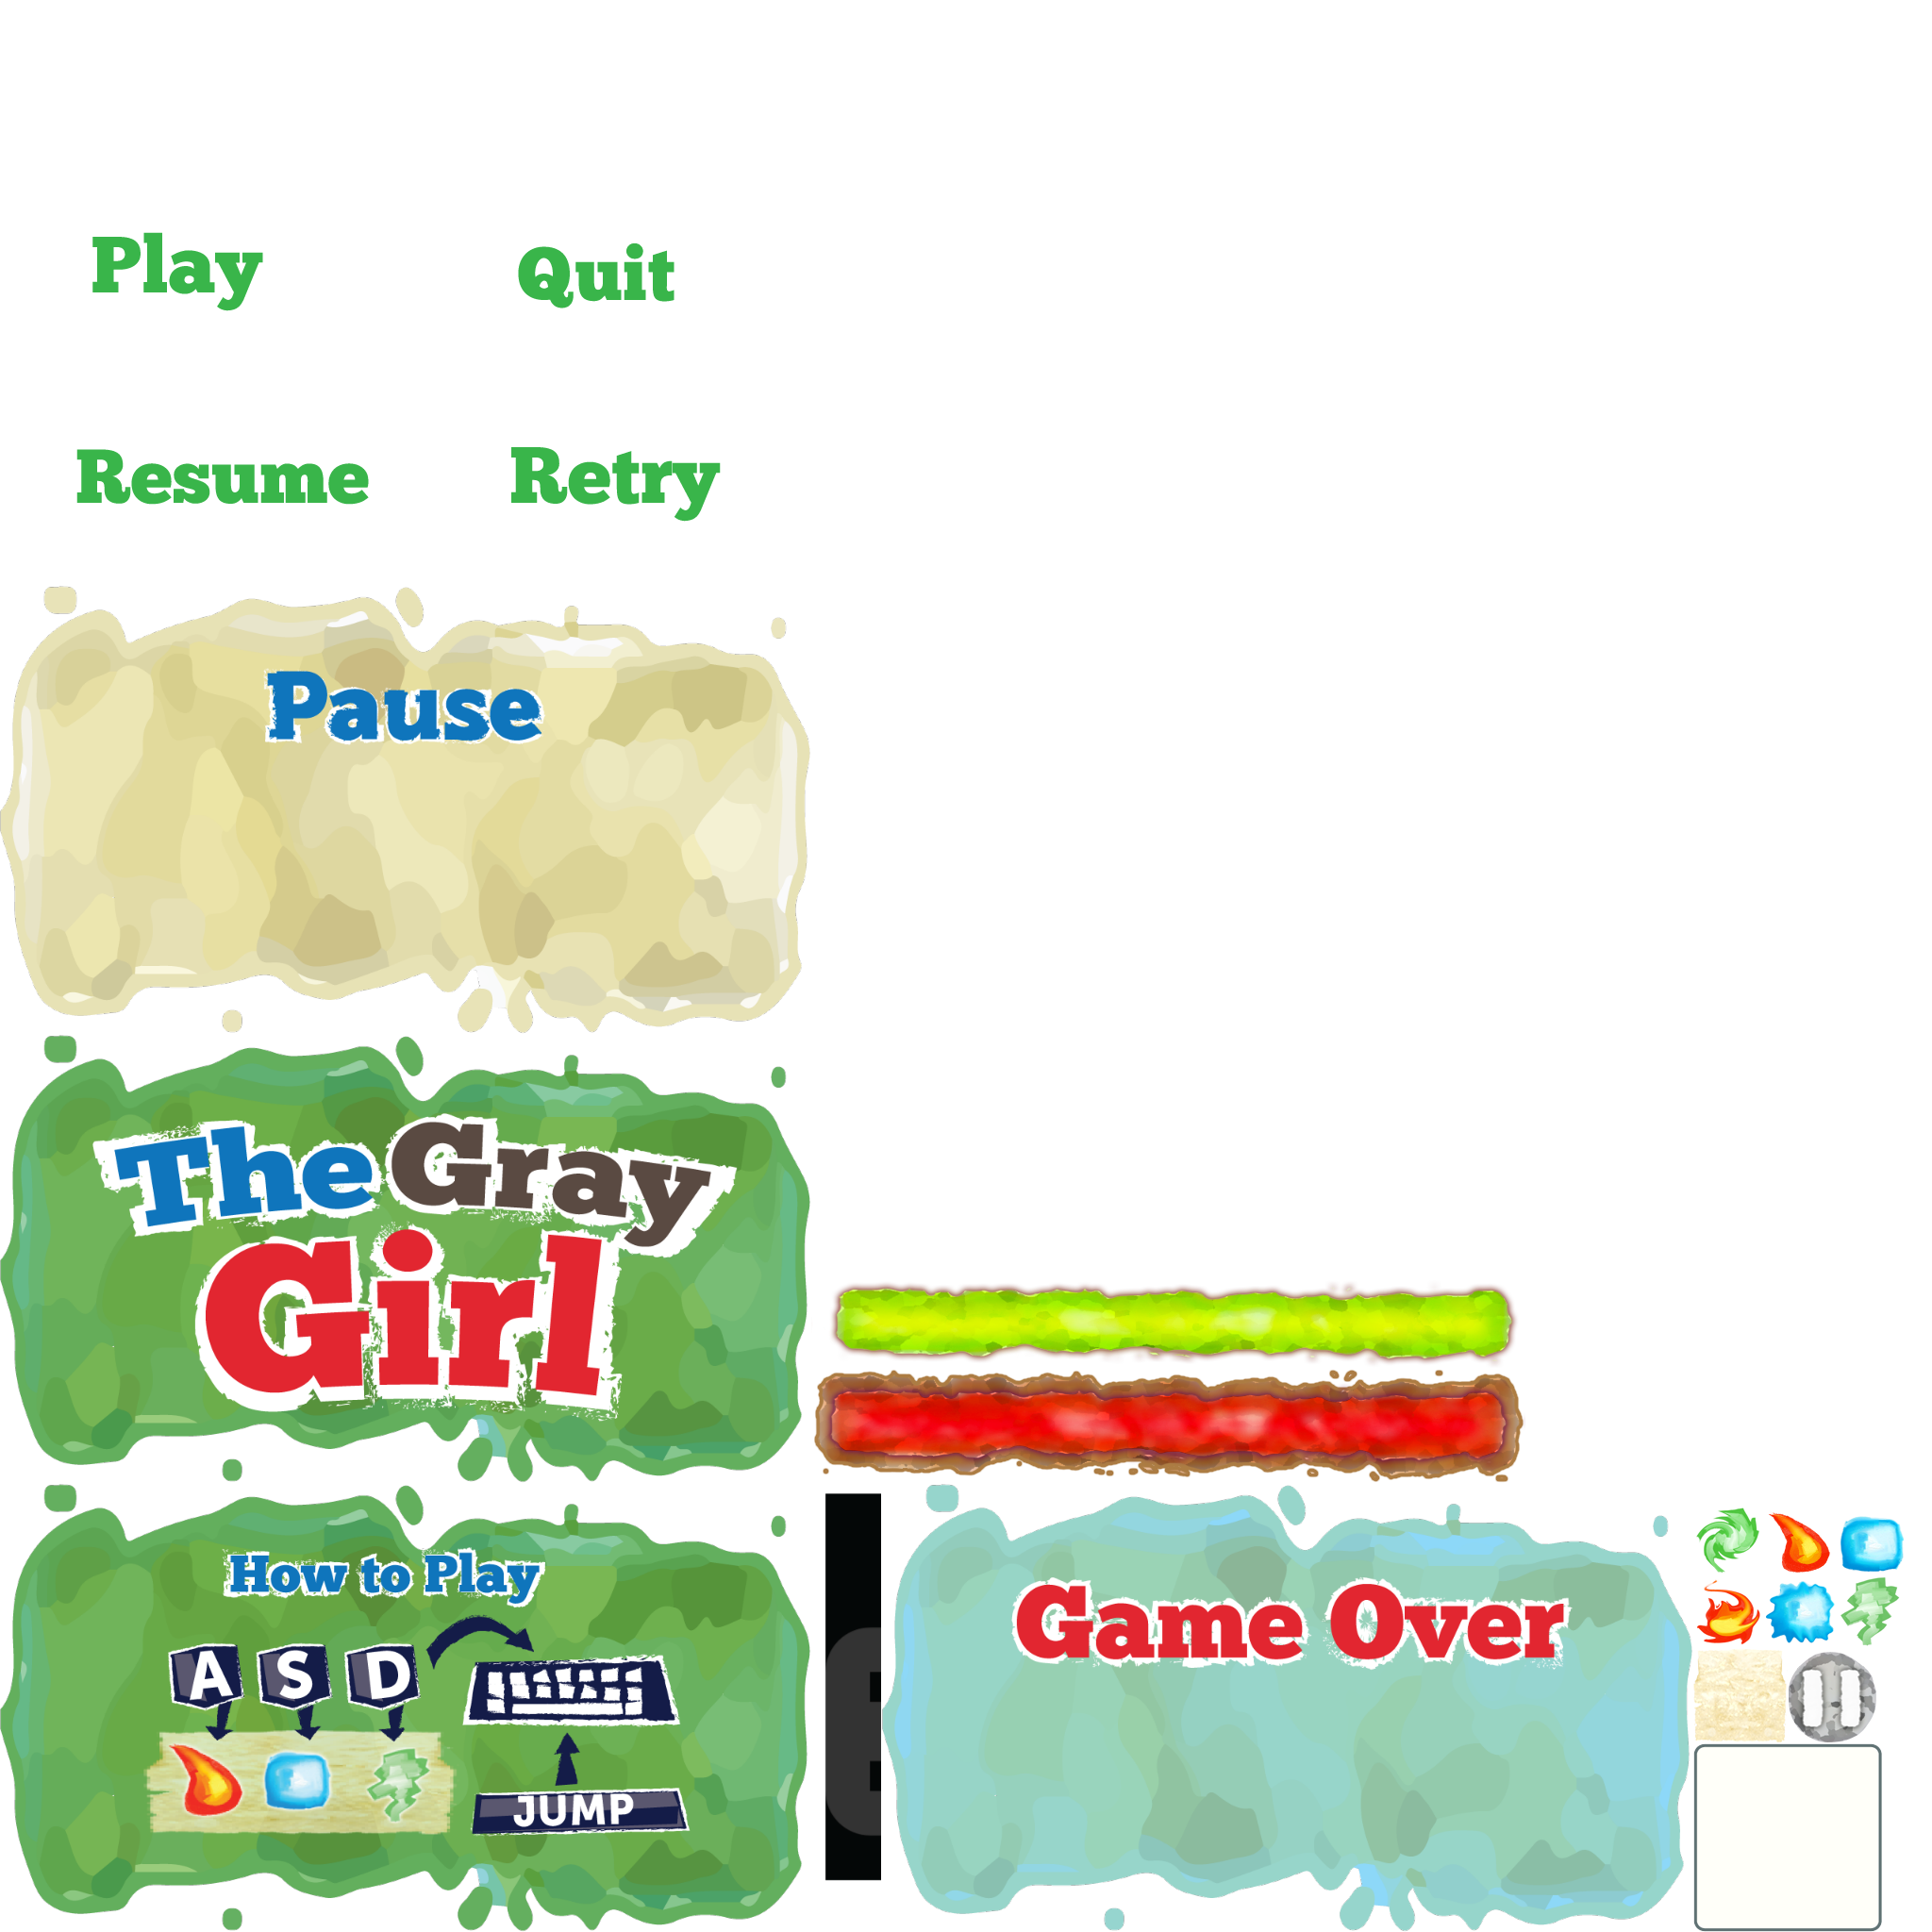 Play
Quit
Resume
Retry
Pause
The Gray
Girl
How to Play
A S D
JUMP
Game Over